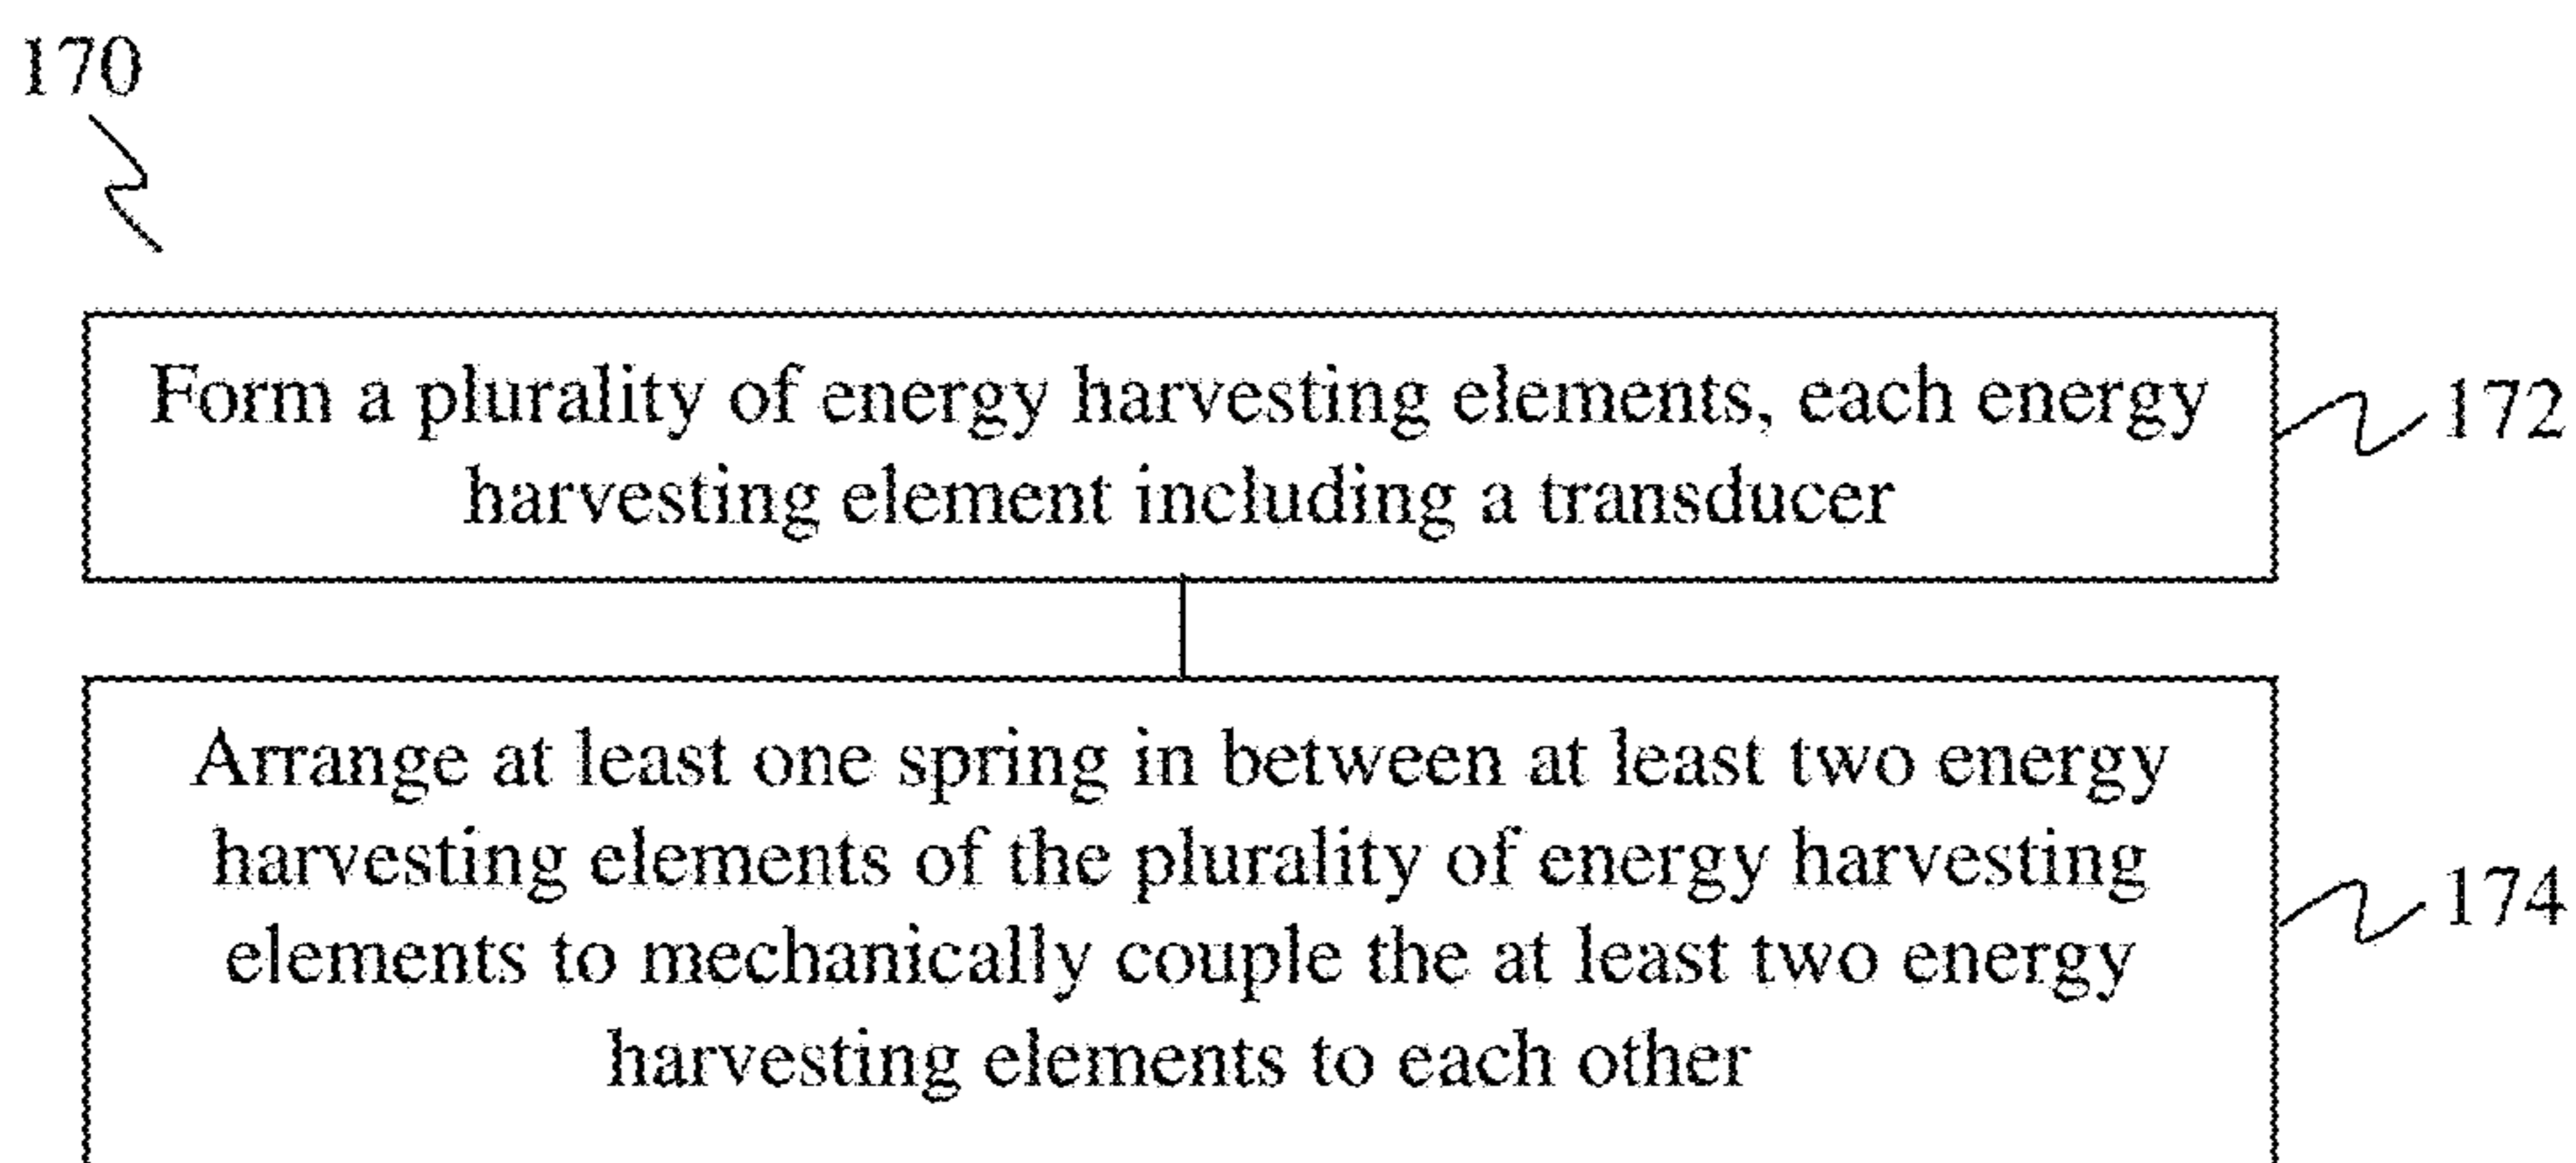 170
Form a plurality of energy harvesting elements, each energy
harvesting element including a transducer
172
Arrange at least one spring in between at least two energy
harvesting elements of the plurality of energy harvesting
elements to mechanically couple the at least two energy
harvesting elements to each other
174